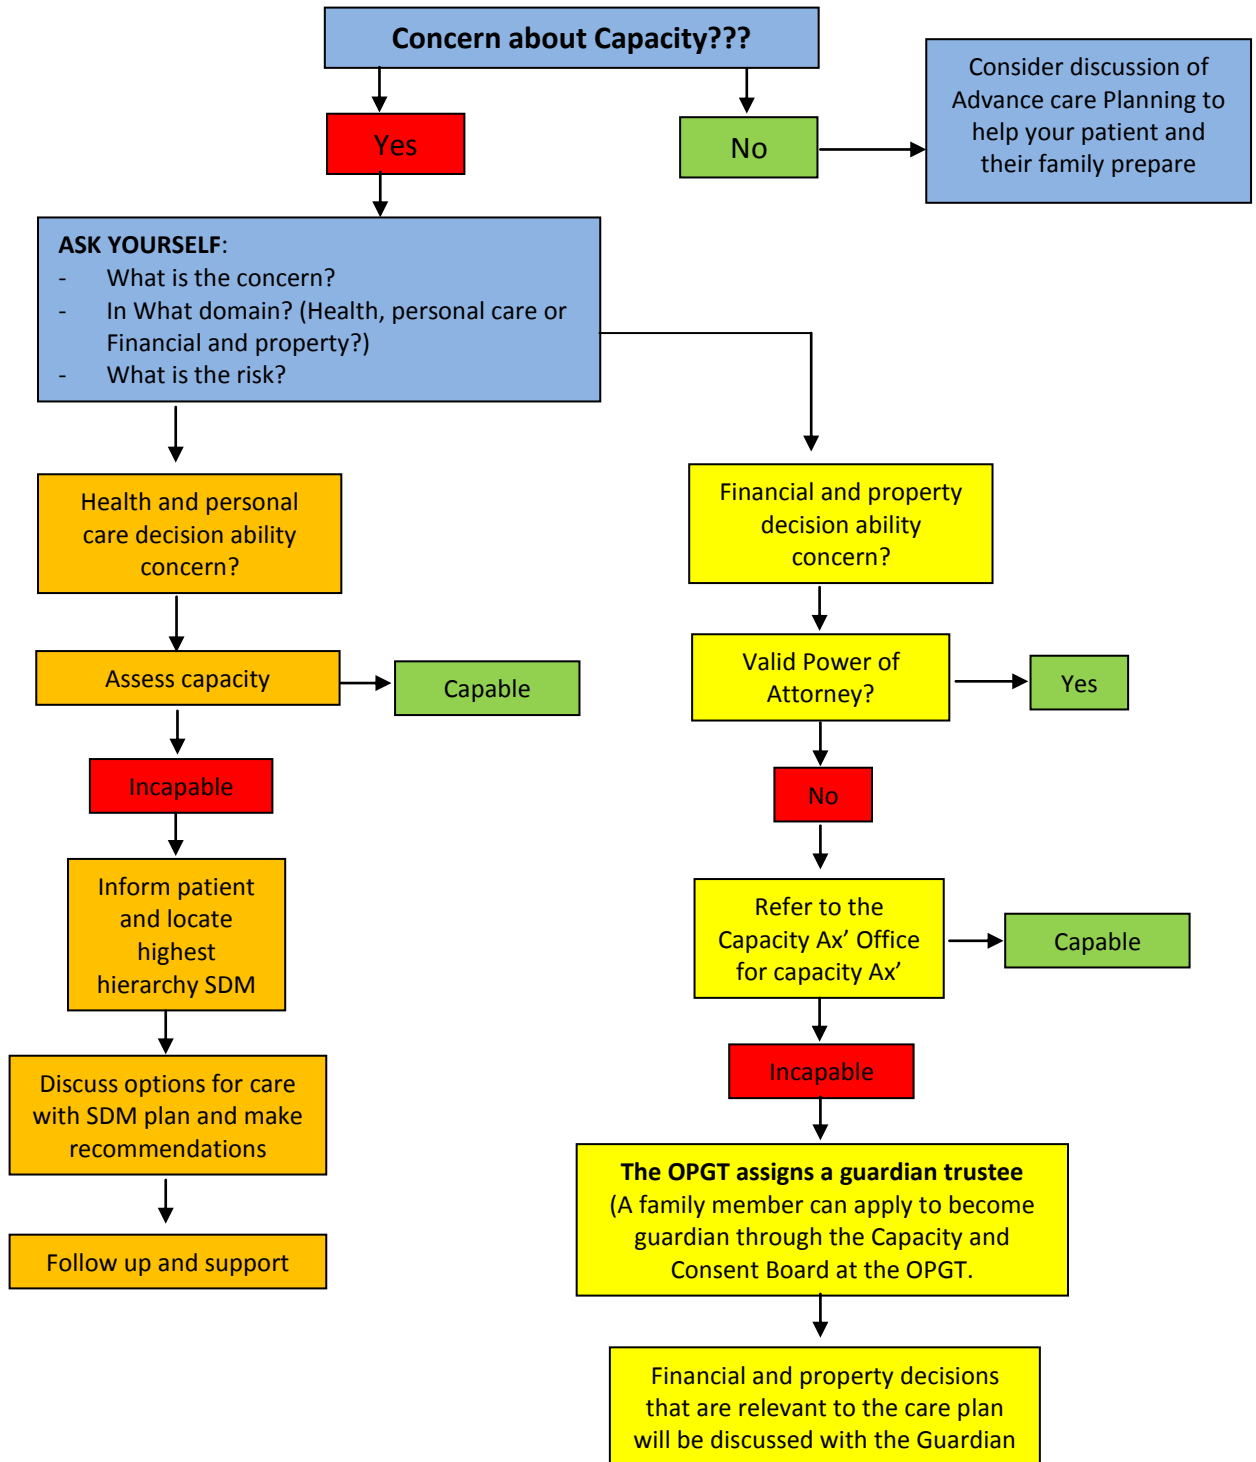 Concern about Capacity???
Yes
No
Consider discussion of
Advance care Planning to
help your patient and
their family prepare
ASK YOURSELF:
- What is the concern?
- In What domain? (Health, personal care or
Financial and property?)
- What is the risk?
Health and personal
care decision ability
concern?
Assess capacity
Capable
Incapable
Inform patient
and locate
highest
hierarchy SDM
Discuss options for care
with SDM plan and make
recommendations
Follow up and support
Financial and property
decision ability
concern?
Valid Power of
Attorney?
Yes
No
Refer to the
Capacity Ax’ Office
for capacity Ax’
Capable
Incapable
The OPGT assigns a guardian trustee
(A family member can apply to become
guardian through the Capacity and
Consent Board at the OPGT.
Financial and property decisions
that are relevant to the care plan
will be discussed with the Guardian